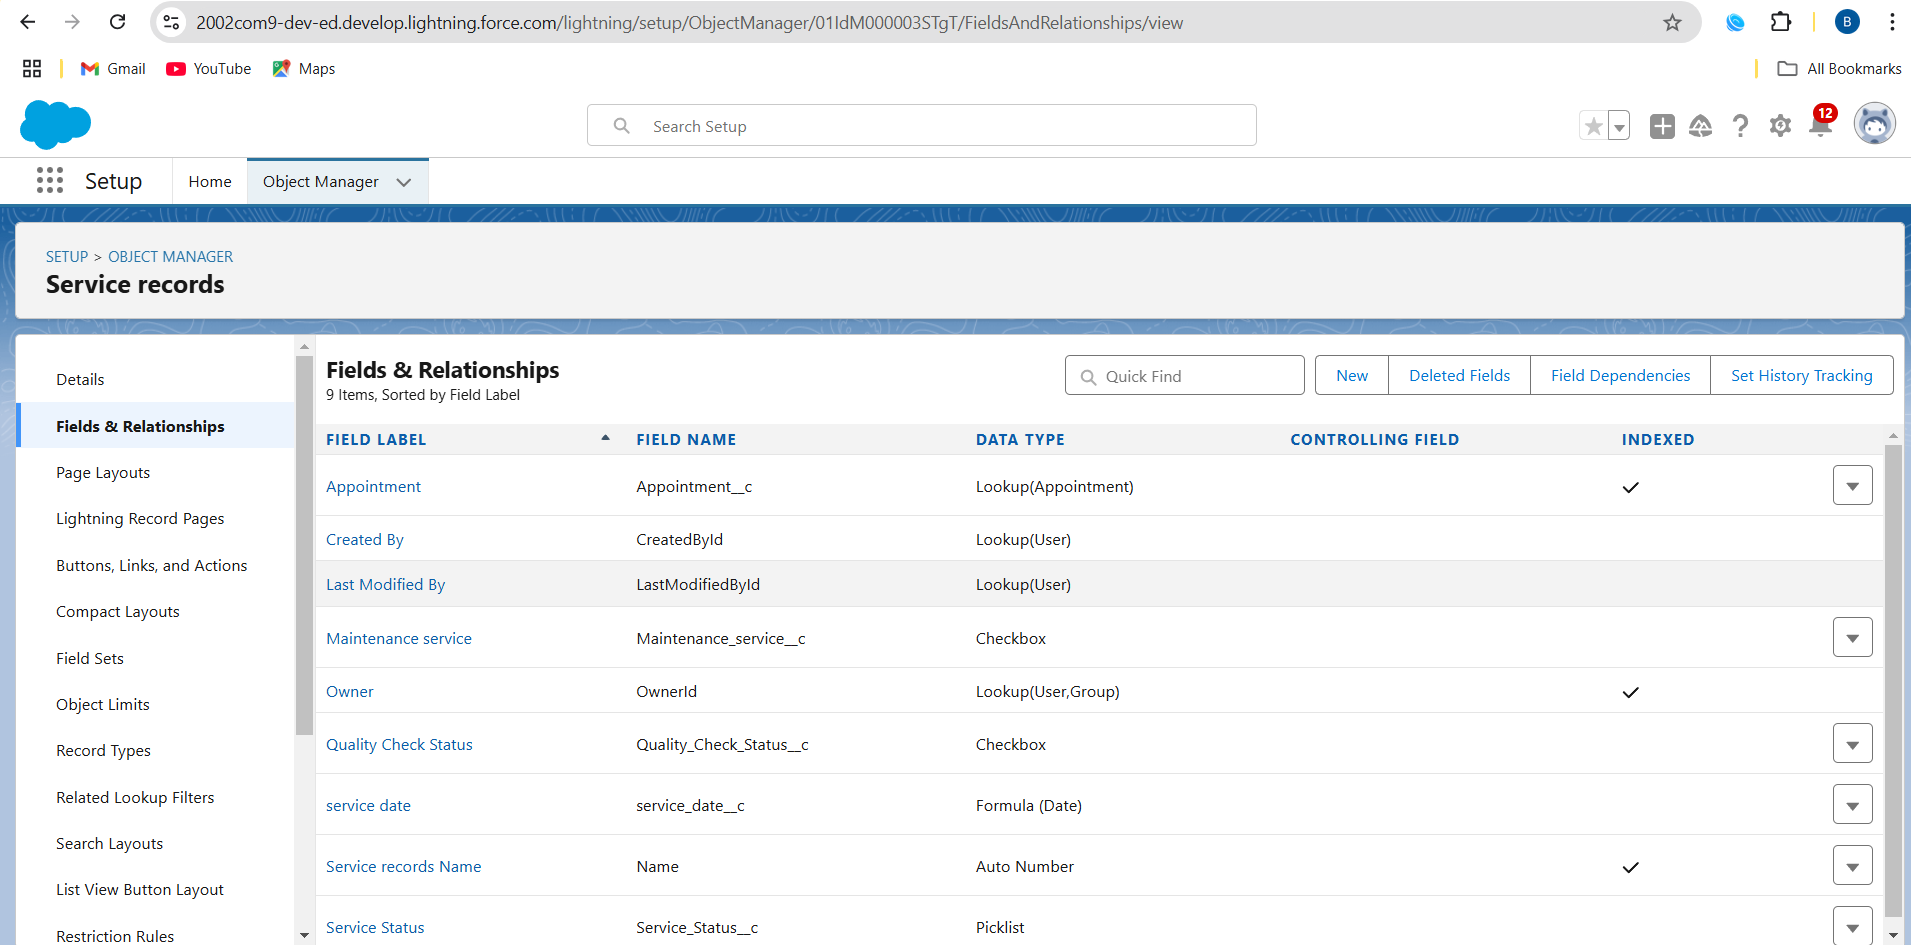 2002com9-dev-ed.develop.lightning.force.com/lightning/setup/ObjectManager/01IdM000003STgT/FieldsAndRelationships/view
B
Gmail YouTube Maps All Bookmarks
Search Setup
12
Setup Home Object Manager
SETUP > OBJECT MANAGER
Service records
Details
Fields & Relationships
Page Layouts
Lightning Record Pages
Buttons, Links, and Actions
Compact Layouts
Field Sets
Object Limits
Record Types
Related Lookup Filters
Search Layouts
List View Button Layout
Restriction Rules
Fields & Relationships
9 Items, Sorted by Field Label
Quick Find New Deleted Fields Field Dependencies Set History Tracking
FIELD LABEL FIELD NAME DATA TYPE CONTROLLING FIELD INDEXED
Appointment Appointment__c Lookup(Appointment)
Created By CreatedById Lookup(User)
Last Modified By LastModifiedById Lookup(User)
Maintenance service Maintenance_service__c Checkbox
Owner OwnerId Lookup(User,Group)
Quality Check Status Quality_Check_Status__c Checkbox
service date service_date__c Formula (Date)
Service records Name Name Auto Number
Service Status Service_Status__c Picklist